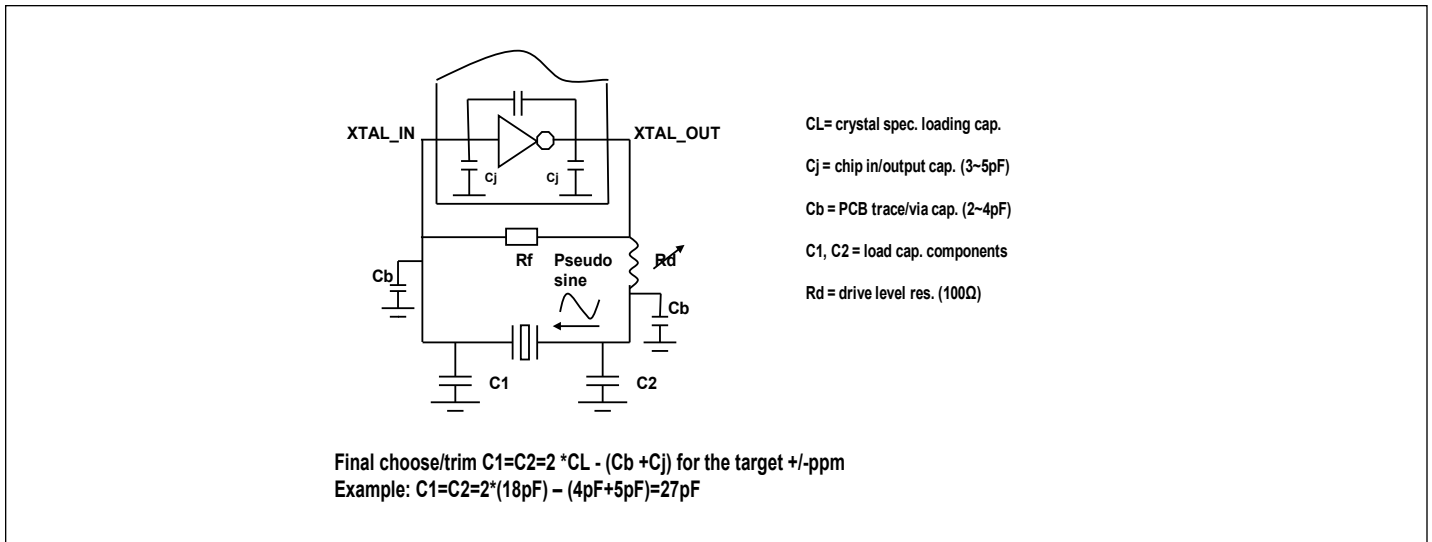 XTAL_IN
XTAL_OUT
Cj
Cj
Rf
Pseudo
sine
Rd
Cb
Cb
C1
C2
CL= crystal spec. loading cap.
Cj = chip in/output cap. (3~5pF)
Cb = PCB trace/via cap. (2~4pF)
C1, C2 = load cap. components
Rd = drive level res. (100Ω)
Final choose/trim C1=C2=2 *CL - (Cb +Cj) for the target +/-ppm
Example: C1=C2=2*(18pF) – (4pF+5pF)=27pF